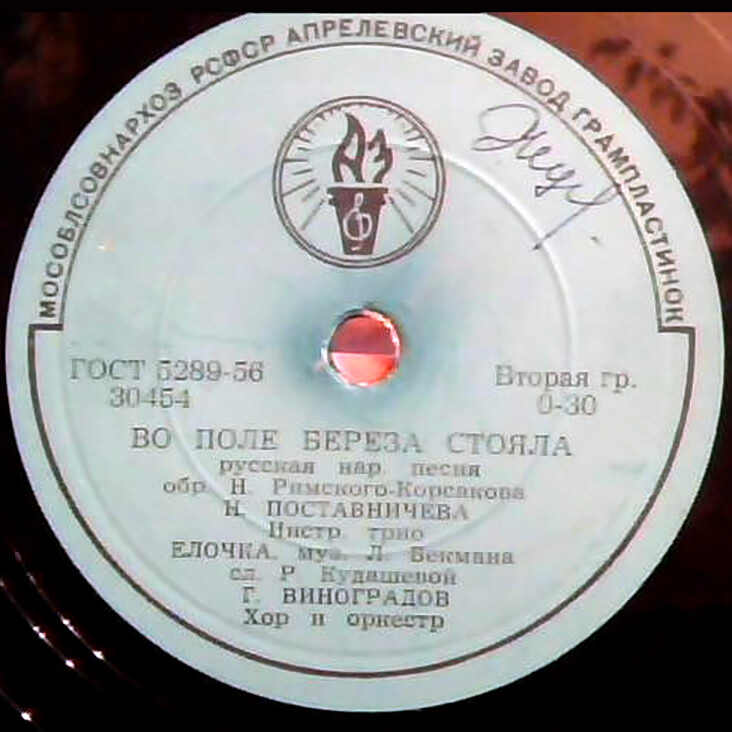 МОСОБЛСОВНАРХОЗ РСФСР АПРЕЛЕВСКИЙ ЗАВОД ГРАМПЛАСТИНОК
АЗ
ГОСТ 5289-56
30454
Вторая гр.
0-30
ВО ПОЛЕ БЕРЕЗА СТОЯЛА
русская нар. песня
обр. Н. Римского-Корсакова
Н. ПОСТАВНИЧЕВА
Инстр. трио
ЕЛОЧКА. муз. Л. Бекмана
сл. Р Кудашевой
Г. ВИНОГРАДОВ
Хор и оркестр